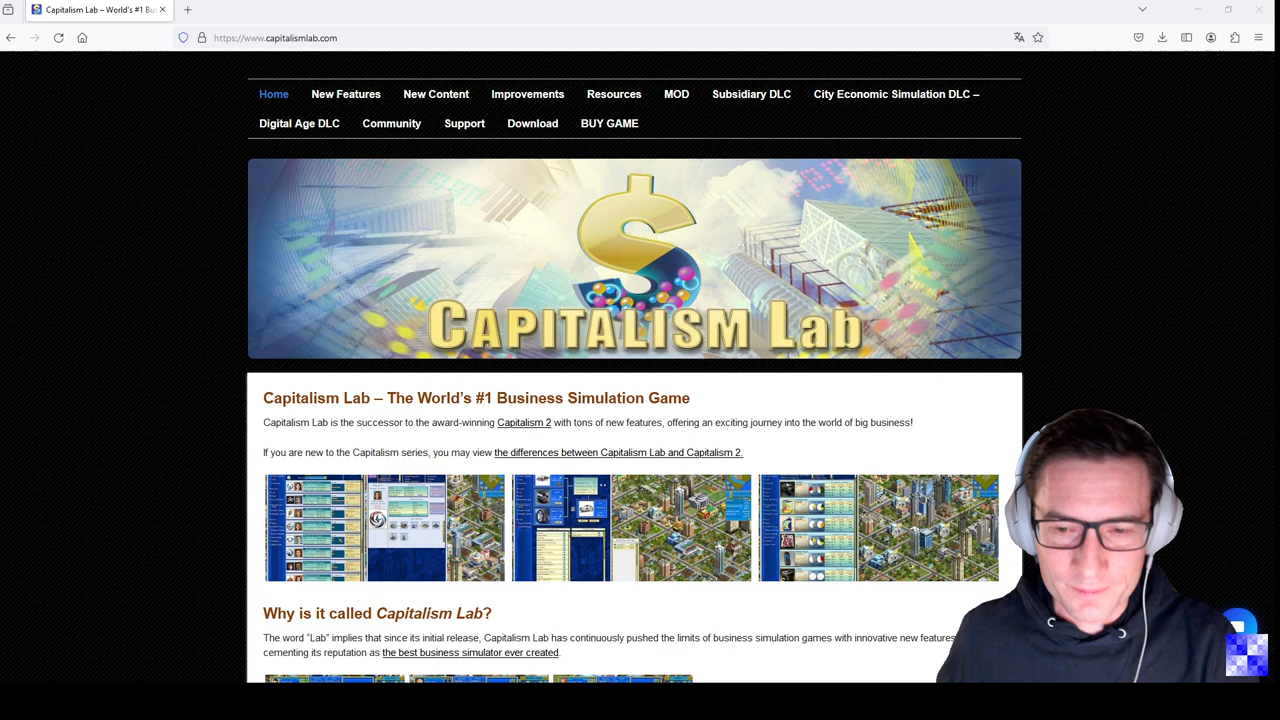 Capitalism Lab – World's #1 Bu
https://www.capitalismlab.com
Home New Features New Content Improvements Resources MOD Subsidiary DLC City Economic Simulation DLC –
Digital Age DLC Community Support Download BUY GAME
CAPITALISM Lab
Capitalism Lab – The World's #1 Business Simulation Game
Capitalism Lab is the successor to the award-winning Capitalism 2 with tons of new features, offering an exciting journey into the world of big business!
If you are new to the Capitalism series, you may view the differences between Capitalism Lab and Capitalism 2.
Why is it called Capitalism Lab?
The word “Lab” implies that since its initial release, Capitalism Lab has continuously pushed the limits of business simulation games with innovative new features
cementing its reputation as the best business simulator ever created.